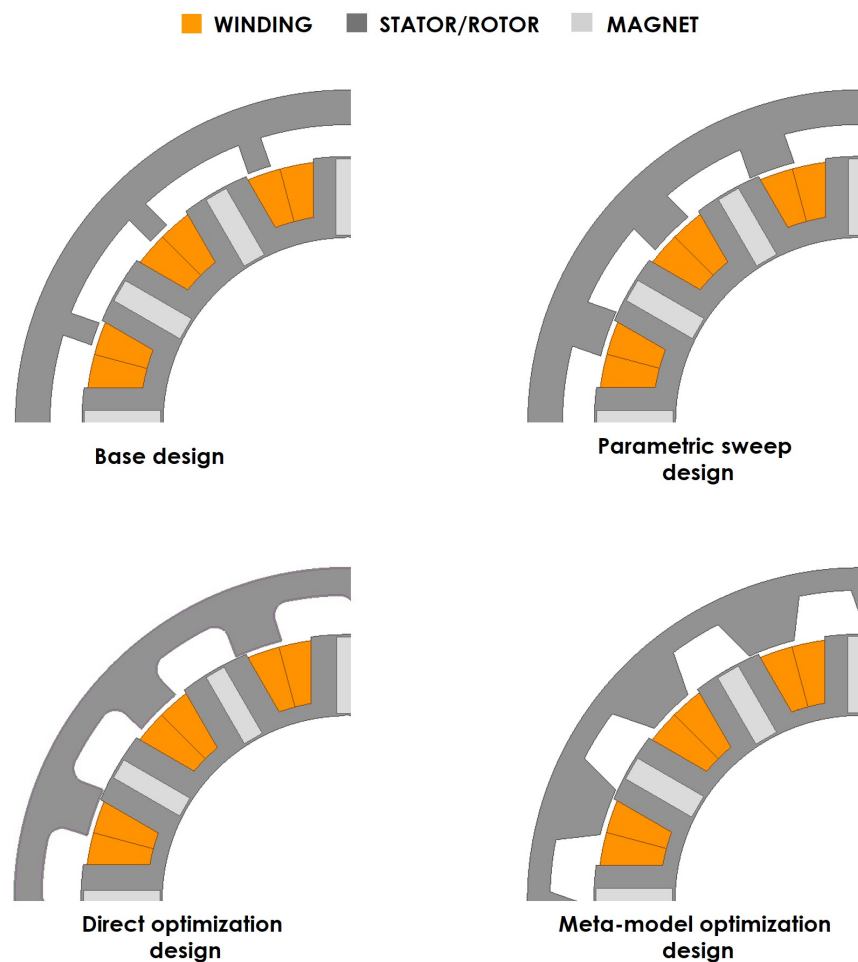 WINDING STATOR/ROTOR MAGNET
Base design
Parametric sweep
design
Direct optimization
design
Meta-model optimization
design